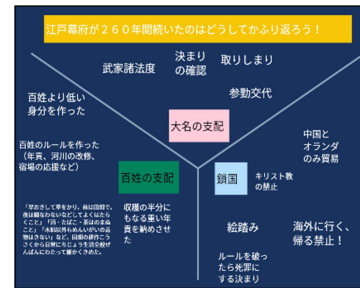 江戸幕府が260年間続いたのはどうしてかふり返ろう！
武家諸法度
決まり
の確認
取りしまり
参勤交代
大名の支配
百姓より低い
身分を作った
百姓のルールを作った
（年貢、河川の改修、
宿場の応援など）
百姓の支配
収穫の半分に
もなる重い年
貢を納めさせ
た
鎖国
キリスト教
の禁止
中国と
オランダ
のみ貿易
絵踏み
ルールを破っ
たら死罪に
する決まり
海外に行く、
帰る禁止！